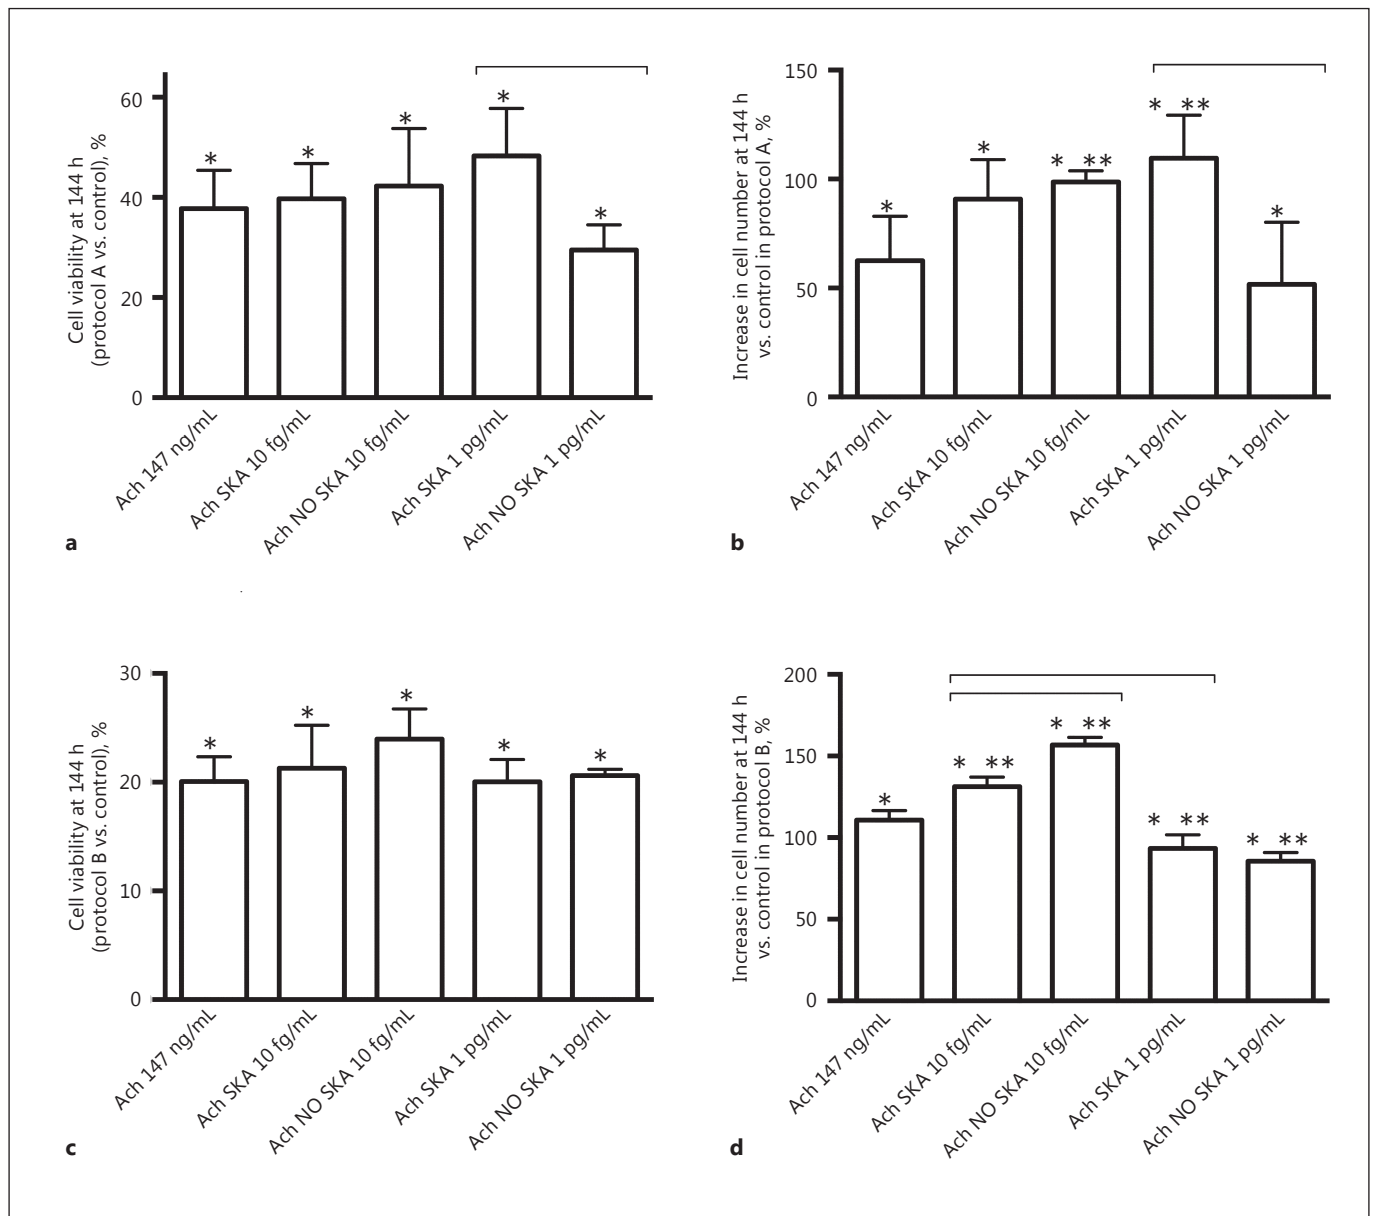 Cell viability at 144 h
(protocol A vs. control), %
60
40
20
0
*
*
*
*
*
Ach 147 ng/mL
Ach SKA 10 fg/mL
Ach NO SKA 10 fg/mL
Ach SKA 1 pg/mL
Ach NO SKA 1 pg/mL
a
Increase in cell number at 144 h
vs. control in protocol A, %
150
100
50
0
*
*
* **
* **
*
Ach 147 ng/mL
Ach SKA 10 fg/mL
Ach NO SKA 10 fg/mL
Ach SKA 1 pg/mL
Ach NO SKA 1 pg/mL
b
Cell viability at 144 h
(protocol B vs. control), %
30
20
10
0
*
*
*
*
*
Ach 147 ng/mL
Ach SKA 10 fg/mL
Ach NO SKA 10 fg/mL
Ach SKA 1 pg/mL
Ach NO SKA 1 pg/mL
c
Increase in cell number at 144 h
vs. control in protocol B, %
200
150
100
50
0
*
* **
* **
* **
* **
Ach 147 ng/mL
Ach SKA 10 fg/mL
Ach NO SKA 10 fg/mL
Ach SKA 1 pg/mL
Ach NO SKA 1 pg/mL
d